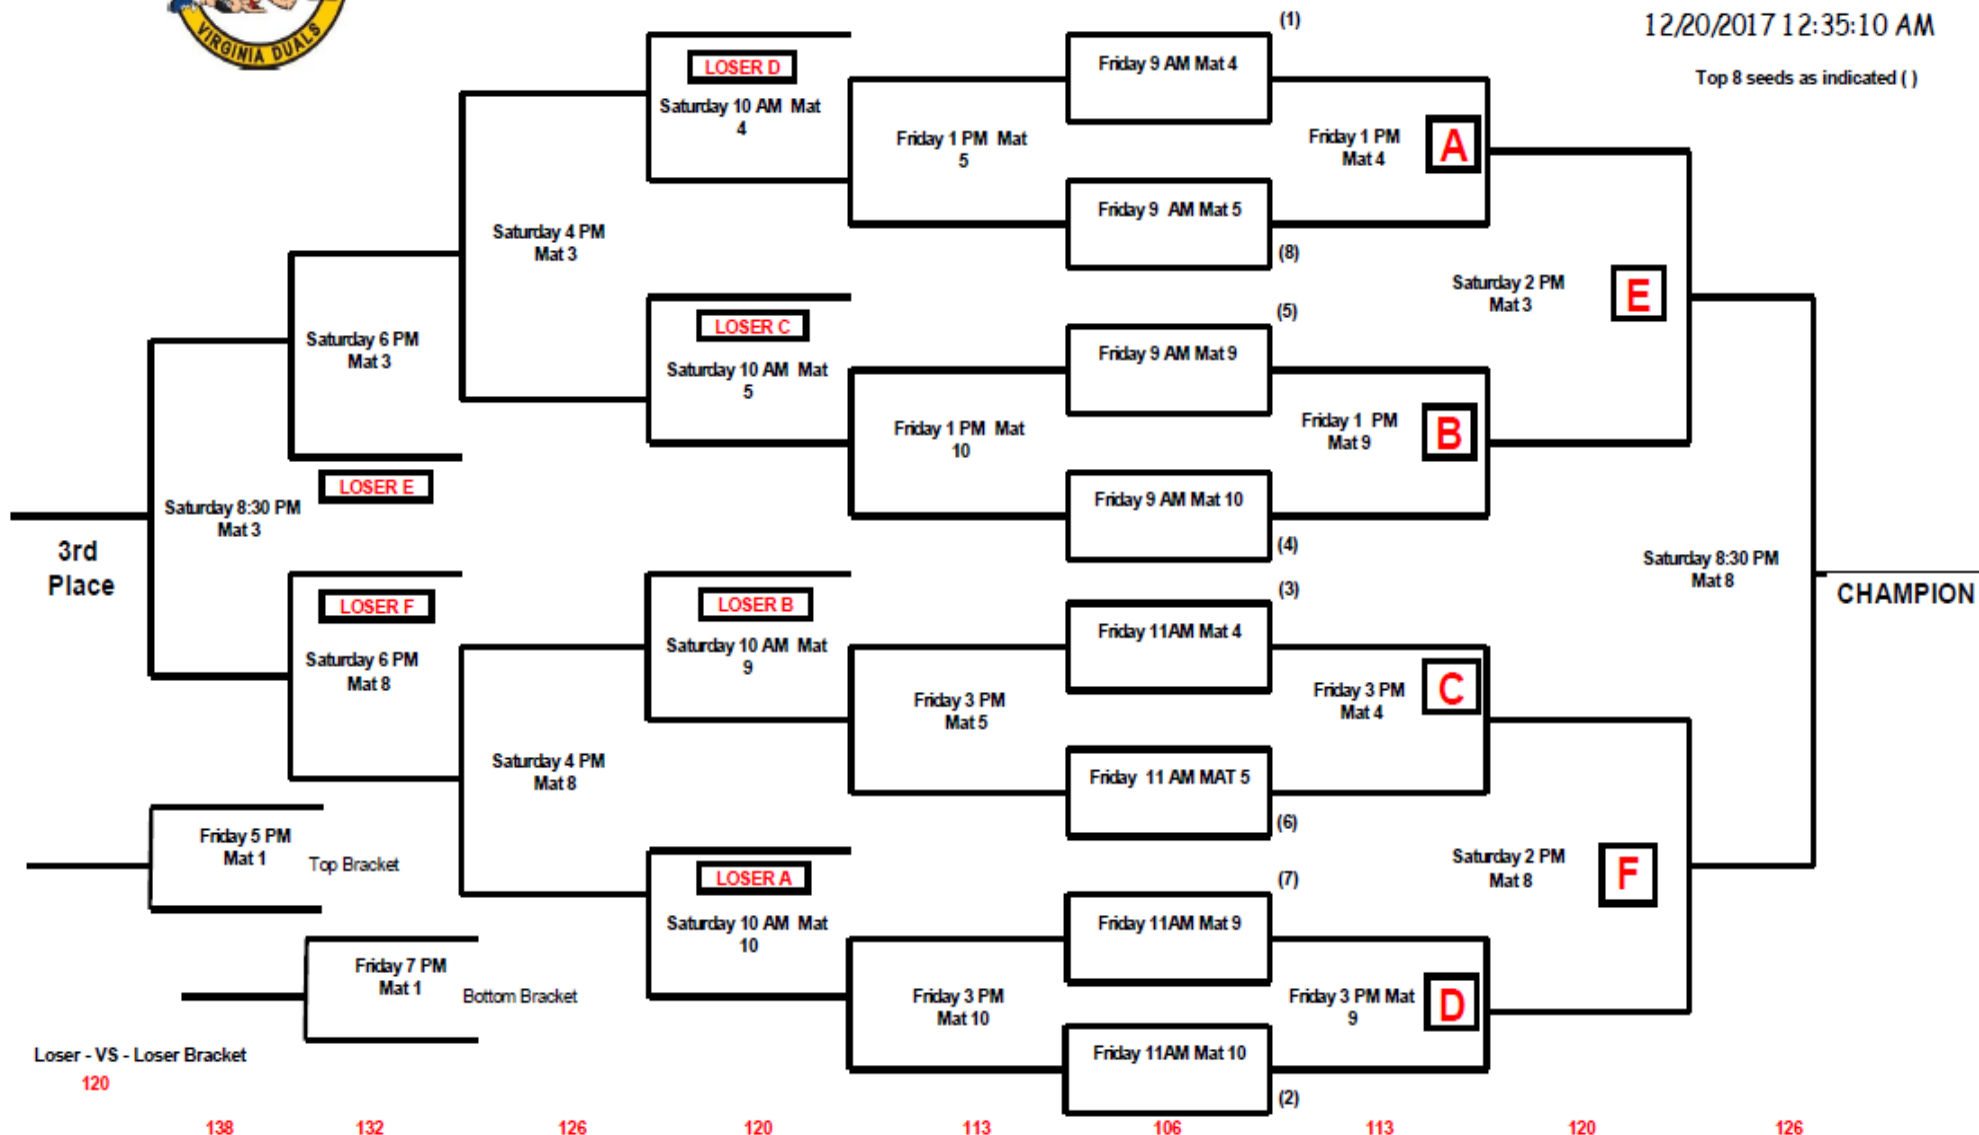 VIRGINIA DUALS
12/20/2017 12:35:10 AM
Top 8 seeds as indicated ( )
(1)
Friday 9 AM Mat 4
LOSER D
Saturday 10 AM  Mat
4
Friday 1 PM  Mat
5
Friday 1 PM
Mat 4
A
Friday 9  AM Mat 5
(8)
Saturday 4 PM
Mat 3
Saturday 2 PM
Mat 3
E
(5)
LOSER C
Friday 9 AM Mat 9
Saturday 6 PM
Mat 3
Saturday 10 AM  Mat
5
Friday 1 PM  Mat
10
Friday 1  PM
Mat 9
B
LOSER E
Friday 9 AM Mat 10
(4)
Saturday 8:30 PM
Mat 3
3rd
Place
Saturday 8:30 PM
Mat 8
CHAMPION
(3)
LOSER F
LOSER B
Friday 11AM Mat 4
Saturday 6 PM
Mat 8
Saturday 10 AM  Mat
9
Friday 3 PM
Mat 5
Friday 3 PM
Mat 4
C
Saturday 4 PM
Mat 8
Friday  11 AM MAT 5
(6)
Friday 5 PM
Mat 1
Top Bracket
LOSER A
Saturday 2 PM
Mat 8
F
(7)
Saturday 10 AM  Mat
10
Friday 11AM Mat 9
Friday 7 PM
Mat 1
Bottom Bracket
Friday 3 PM
Mat 10
Friday 3 PM Mat
9
D
Friday 11AM Mat 10
(2)
Loser - VS - Loser Bracket
120
138 132 126 120 113 106 113 120 126